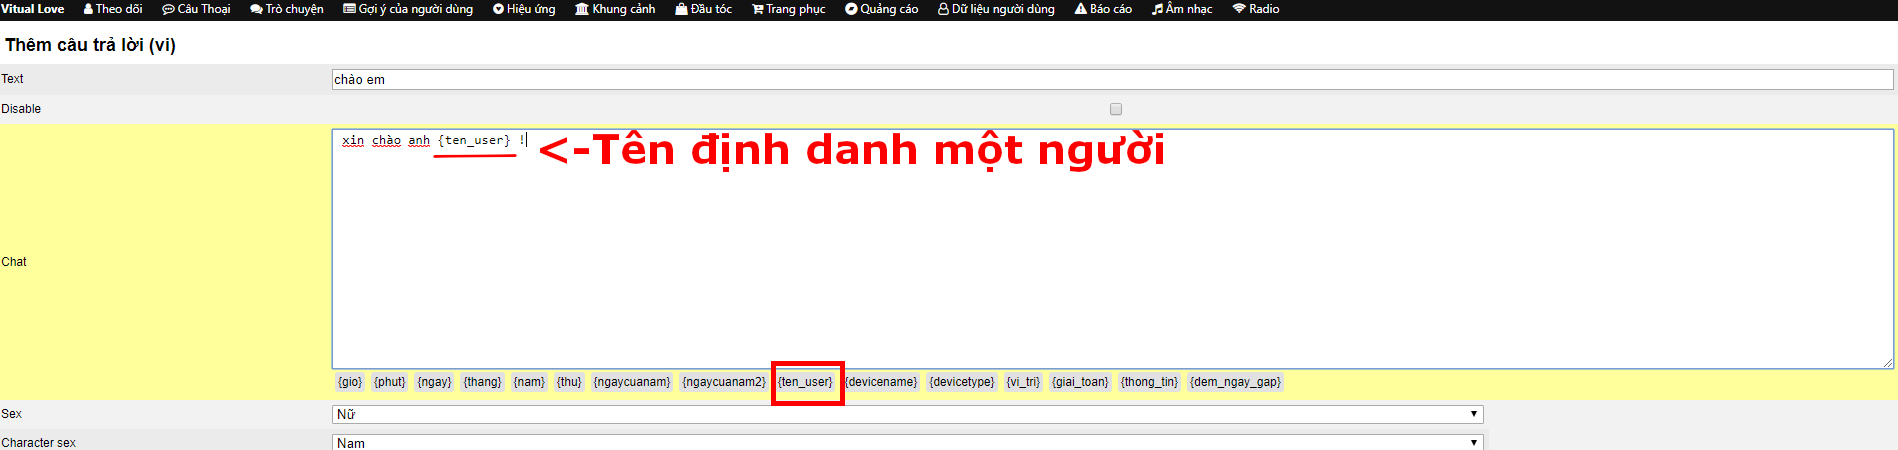 Vitual Love Theo dõi Câu Thoại Trò chuyện Gợi ý của người dùng Hiệu ứng Khung cảnh Đầu tóc Trang phục Quảng cáo Dữ liệu người dùng Báo cáo Âm nhạc Radio
Thêm câu trả lời (vi)
Text chào em
Disable
xin chào anh {ten_user} ! <-Tên định danh một người
Chat
{gio} {phut} {ngay} {thang} {nam} {thu} {ngaycuanam} {ngaycuanam2} {ten_user} {devicename} {devicetype} {vi_tri} {giai_toan} {thong_tin} {dem_ngay_gap}
Sex Nữ
Character sex Nam